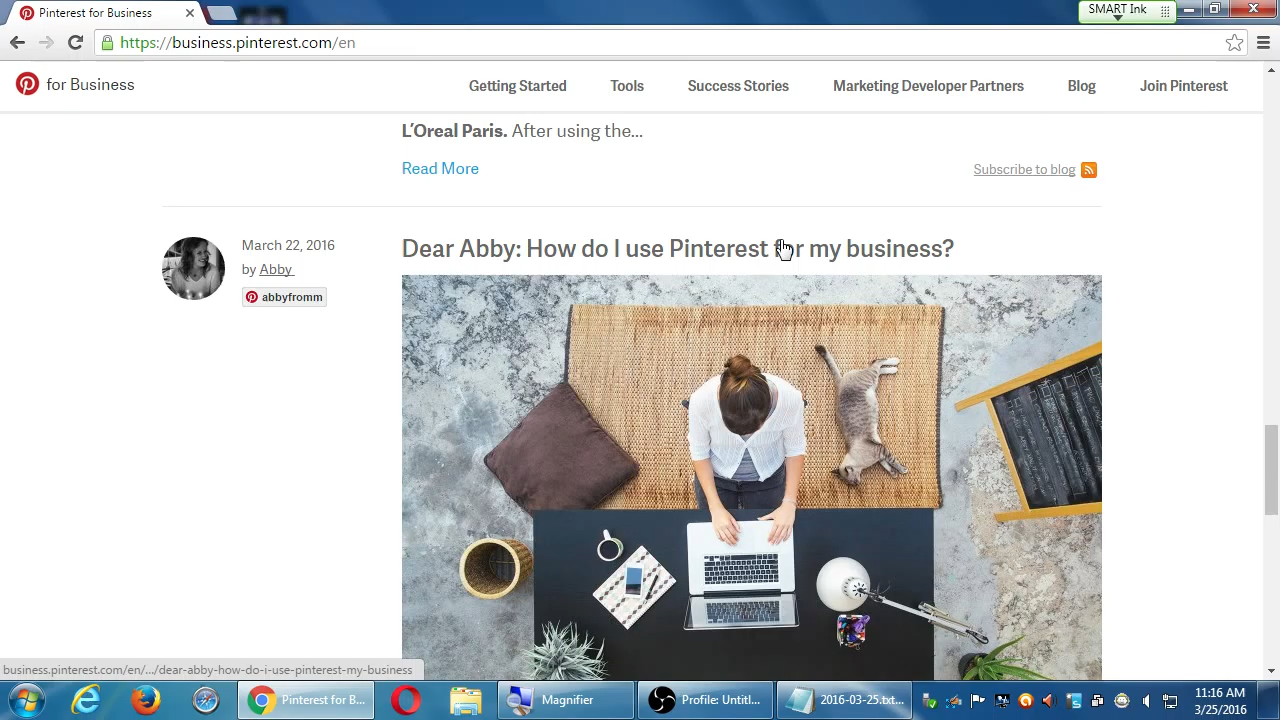 Pinterest for Business
SMART Ink
https://business.pinterest.com/en
for Business
Getting Started
Tools
Success Stories
Marketing Developer Partners
Blog
Join Pinterest
L'Oreal Paris. After using the...
Read More
Subscribe to blog
March 22, 2016
by Abby
abbyfromm
Dear Abby: How do I use Pinterest for my business?
business.pinterest.com/en/.../dear-abby-how-do-i-use-pinterest-my-business
Pinterest for B...
Magnifier
Profile: Untitl...
2016-03-25.txt...
11:16 AM
3/25/2016